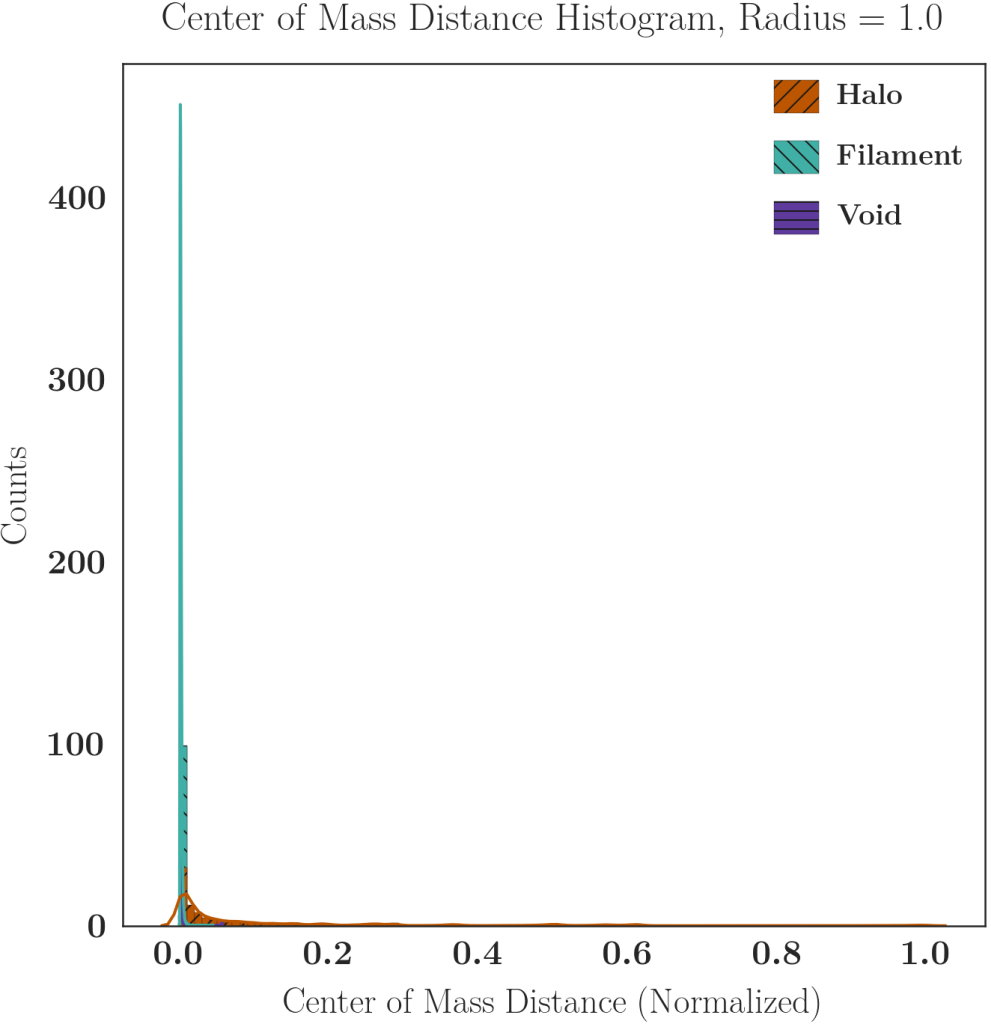 Center of Mass Distance Histogram, Radius = 1.0
Halo
Filament
Void
400
300
200
100
0
Counts
0.0 0.2 0.4 0.6 0.8 1.0
Center of Mass Distance (Normalized)